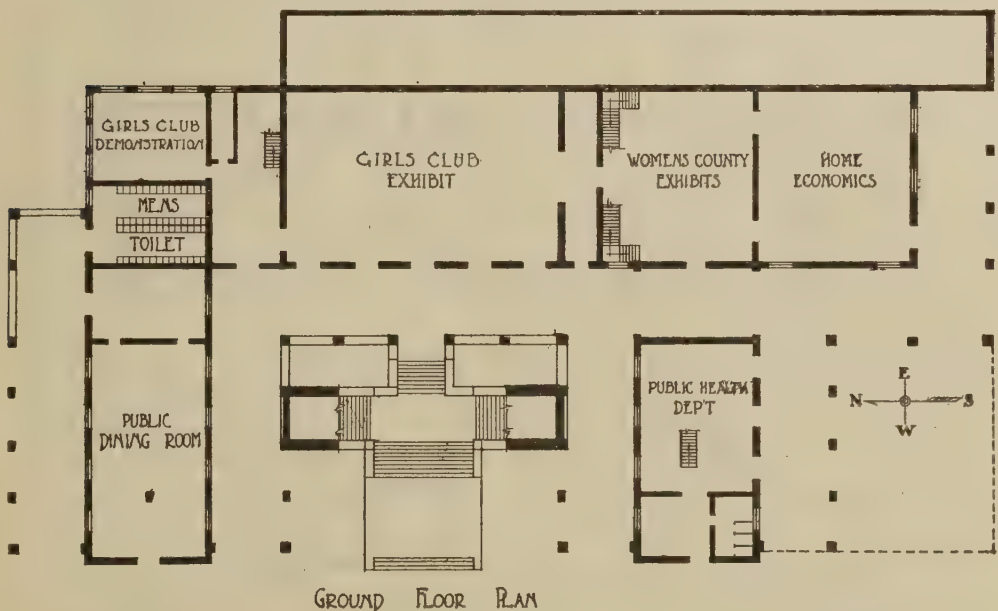 GIRLS CLUB
DEMONSTRATION
MENS
TOILET
GIRLS CLUB
EXHIBIT
WOMENS COUNTY
EXHIBITS
HOME
ECONOMICS
PUBLIC
DINING ROOM
PUBLIC HEALTH
DEP'T
E
N
S
W
GROUND FLOOR PLAN